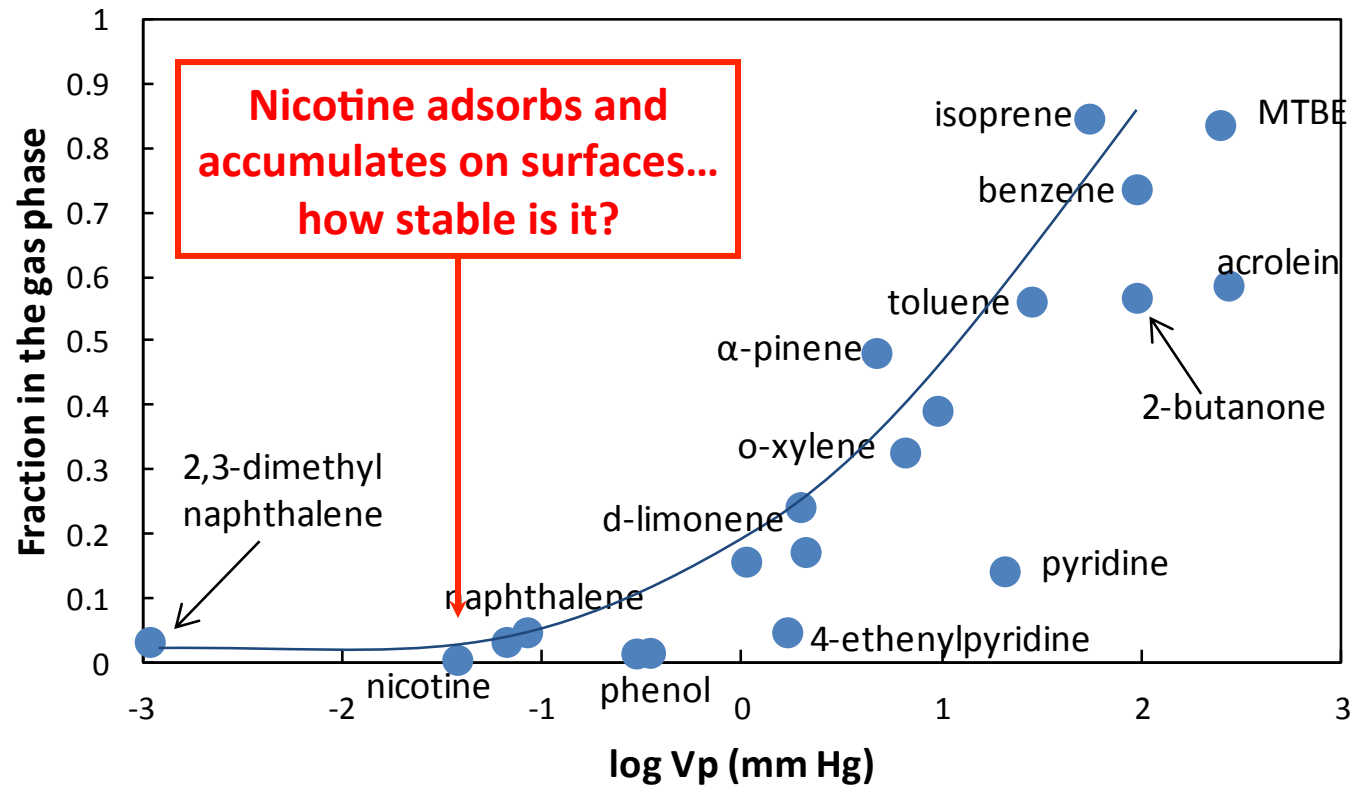 1
0.9
0.8
0.7
0.6
0.5
0.4
0.3
0.2
0.1
0
Fraction in the gas phase
Nicotine adsorbs and
accumulates on surfaces…
how stable is it?
isoprene
MTBE
benzene
acrolein
toluene
α-pinene
2-butanone
o-xylene
2,3-dimethyl
naphthalene
d-limonene
pyridine
naphthalene
4-ethenylpyridine
nicotine
phenol
-3
-2
-1
0
1
2
3
log Vp (mm Hg)